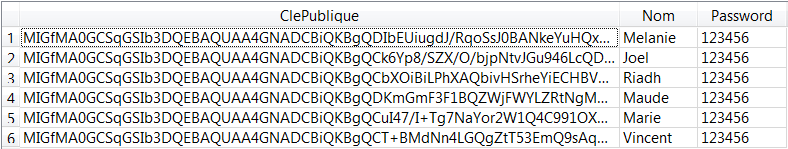 ClePublique Nom Password
1 MIGfMA0GCSqGSIb3DQEBAQUAA4GNADCBiQKBgQDIbEUiugdJ/RqoSsJ0BANkeYuHQx... Melanie 123456
2 MIGfMA0GCSqGSIb3DQEBAQUAA4GNADCBiQKBgQCk6Yp8/SZX/O/bjpNtvJGu946LcQD... Joel 123456
3 MIGfMA0GCSqGSIb3DQEBAQUAA4GNADCBiQKBgQCbXOiBiLPhXAQbivHSrheYiECHBV... Riadh 123456
4 MIGfMA0GCSqGSIb3DQEBAQUAA4GNADCBiQKBgQDKmGmF3F1BQZWjFWYLZRtNgM... Maude 123456
5 MIGfMA0GCSqGSIb3DQEBAQUAA4GNADCBiQKBgQCuI47/I+Tg7NaYor2W1Q4C991OX... Marie 123456
6 MIGfMA0GCSqGSIb3DQEBAQUAA4GNADCBiQKBgQCT+BMdNn4LGQgZtT53EmQ9sAq... Vincent 123456